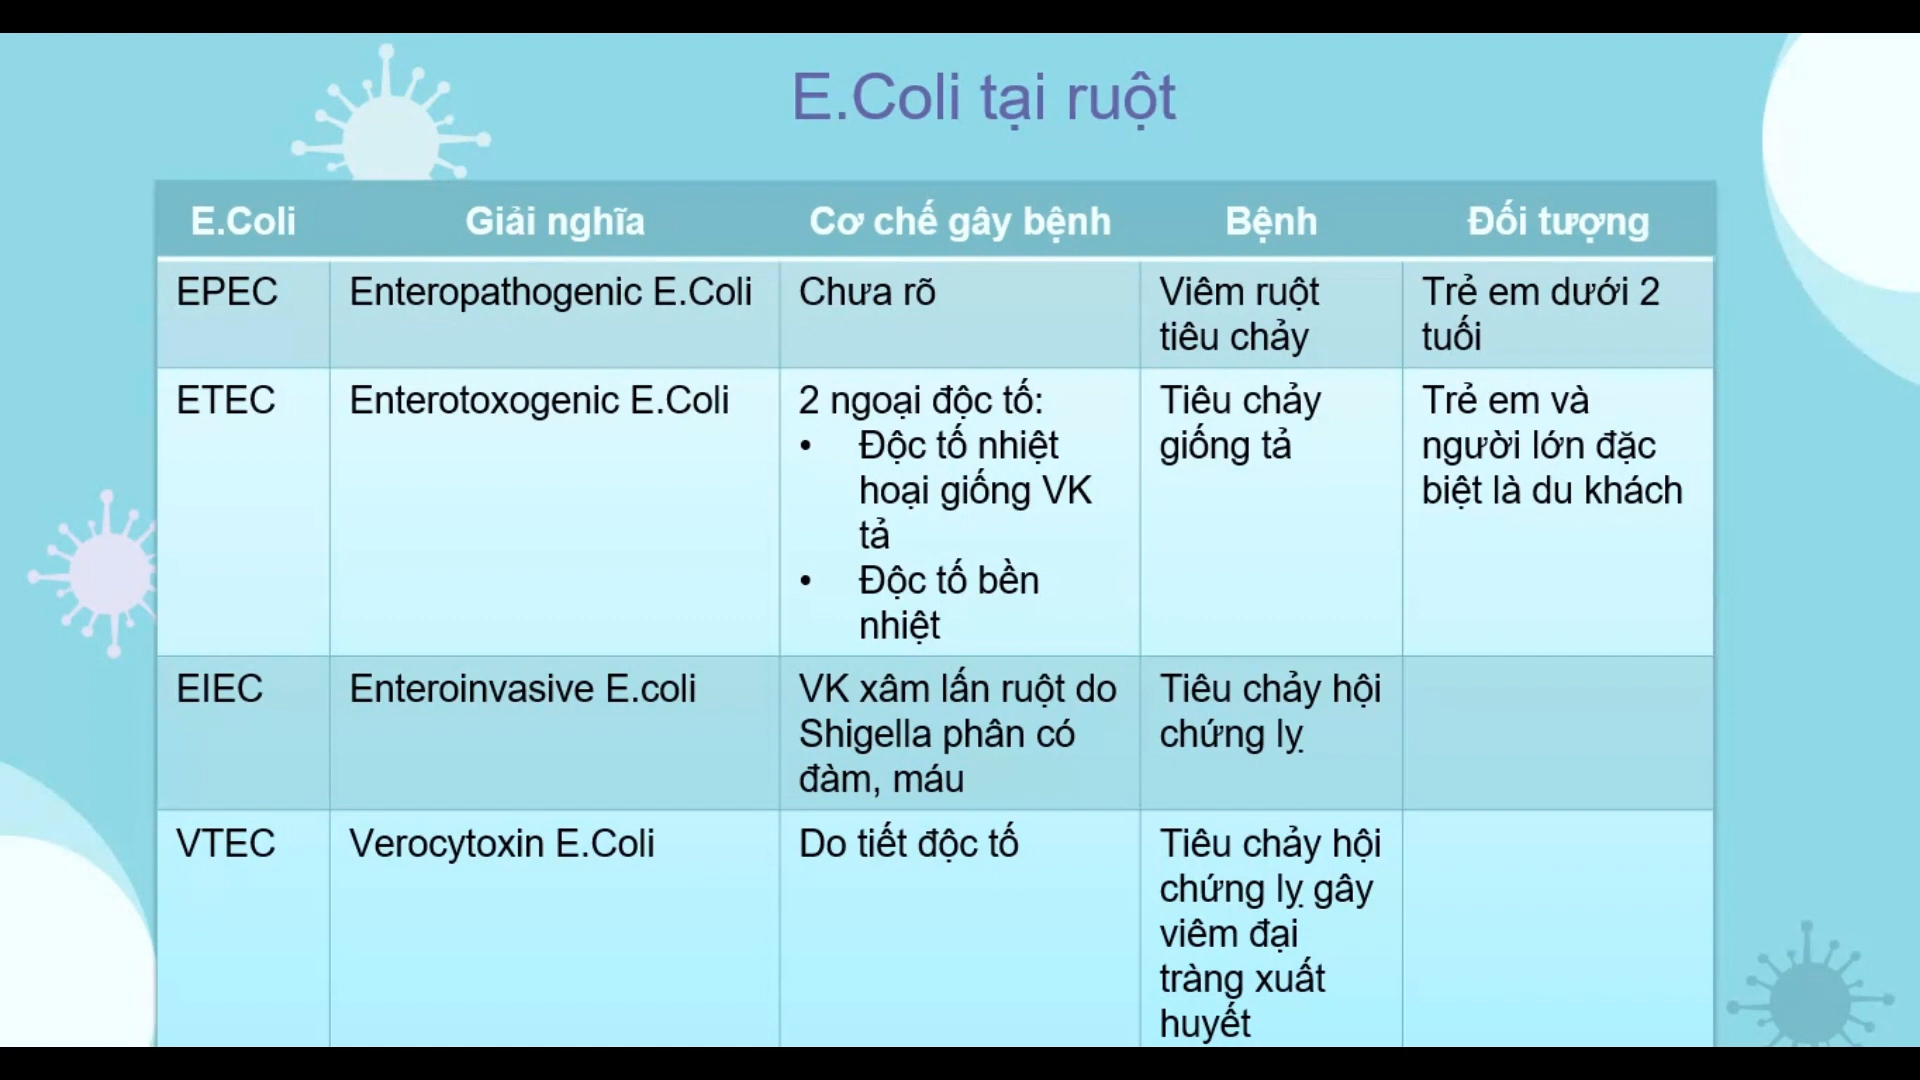 E.Coli tại ruột
E.Coli Giải nghĩa Cơ chế gây bệnh Bệnh Đối tượng
EPEC Enteropathogenic E.Coli Chưa rõ Viêm ruột Trẻ em dưới 2
tiêu chảy tuổi
ETEC Enterotoxogenic E.Coli 2 ngoại độc tố: Tiêu chảy Trẻ em và
• Độc tố nhiệt giống tả người lớn đặc
hoại giống VK biệt là du khách
tả
• Độc tố bền
nhiệt
EIEC Enteroinvasive E.coli VK xâm lấn ruột do Tiêu chảy hội
Shigella phân có chứng lỵ
đàm, máu
VTEC Verocytoxin E.Coli Do tiết độc tố Tiêu chảy hội
chứng lỵ gây
viêm đại
tràng xuất
huyết